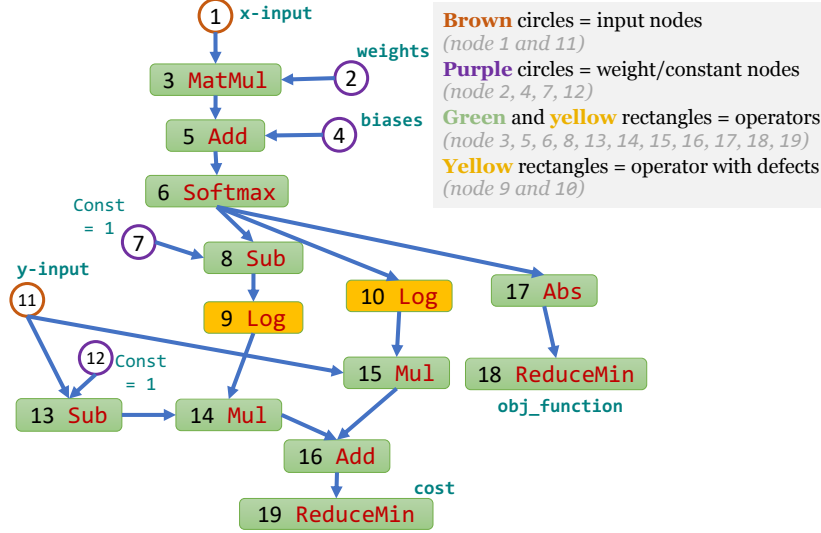 1 x-input
weights
3 MatMul
2
biases
5 Add
4
6 Softmax
Const
= 1
7
8 Sub
y-input
11
9 Log
10 Log
17 Abs
12
Const
= 1
15 Mul
18 ReduceMin
obj_function
13 Sub
14 Mul
16 Add
cost
19 ReduceMin
Brown circles = input nodes
(node 1 and 11)
Purple circles = weight/constant nodes
(node 2, 4, 7, 12)
Green and yellow rectangles = operators
(node 3, 5, 6, 8, 13, 14, 15, 16, 17, 18, 19)
Yellow rectangles = operator with defects
(node 9 and 10)